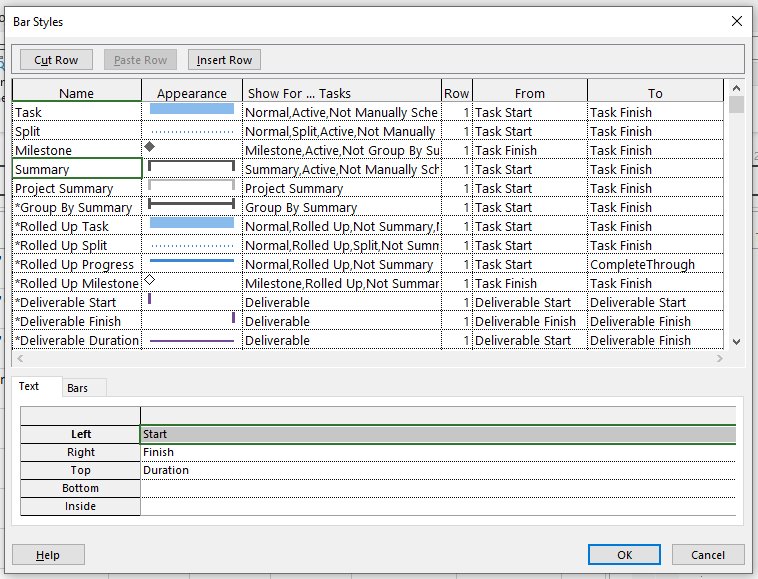 Bar Styles
Cut Row Paste Row Insert Row
Name Appearance Show For ... Tasks Row From To
Task Normal,Active,Not Manually Sche 1 Task Start Task Finish
Split Normal,Split,Active,Not Manually 1 Task Start Task Finish
Milestone Milestone,Active,Not Group By Su 1 Task Finish Task Finish
Summary Summary,Active,Not Manually Sch 1 Task Start Task Finish
Project Summary Project Summary 1 Task Start Task Finish
*Group By Summary Group By Summary 1 Task Start Task Finish
*Rolled Up Task Normal,Rolled Up,Not Summary, 1 Task Start Task Finish
*Rolled Up Split Normal,Rolled Up,Split,Not Summ 1 Task Start Task Finish
*Rolled Up Progress Normal,Rolled Up,Not Summary 1 Task Start CompleteThrough
*Rolled Up Milestone Milestone,Rolled Up,Not Summar 1 Task Finish Task Finish
*Deliverable Start Deliverable 1 Deliverable Start Deliverable Start
*Deliverable Finish Deliverable 1 Deliverable Finish Deliverable Finish
*Deliverable Duration Deliverable 1 Deliverable Start Deliverable Finish
Text Bars
Left Start
Right Finish
Top Duration
Bottom
Inside
Help OK Cancel